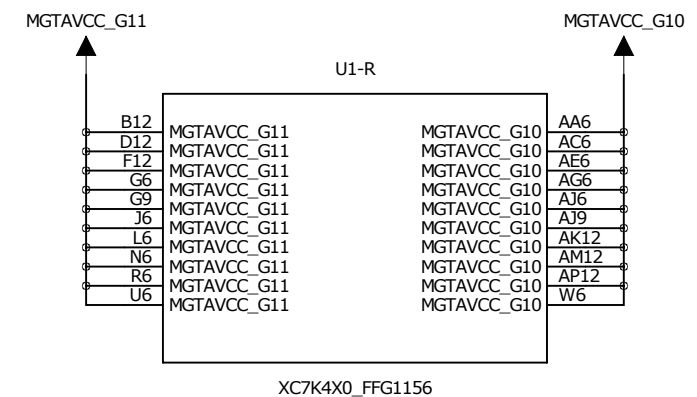 MGTAVCC_G11 MGTAVCC_G10
U1-R
B12 MGTAVCC_G11 MGTAVCC_G10 AA6
D12 MGTAVCC_G11 MGTAVCC_G10 AC6
F12 MGTAVCC_G11 MGTAVCC_G10 AE6
G6 MGTAVCC_G11 MGTAVCC_G10 AG6
G9 MGTAVCC_G11 MGTAVCC_G10 AJ6
J6 MGTAVCC_G11 MGTAVCC_G10 AJ9
L6 MGTAVCC_G11 MGTAVCC_G10 AK12
N6 MGTAVCC_G11 MGTAVCC_G10 AM12
R6 MGTAVCC_G11 MGTAVCC_G10 AP12
U6 MGTAVCC_G11 MGTAVCC_G10 W6
XC7K4X0_FFG1156